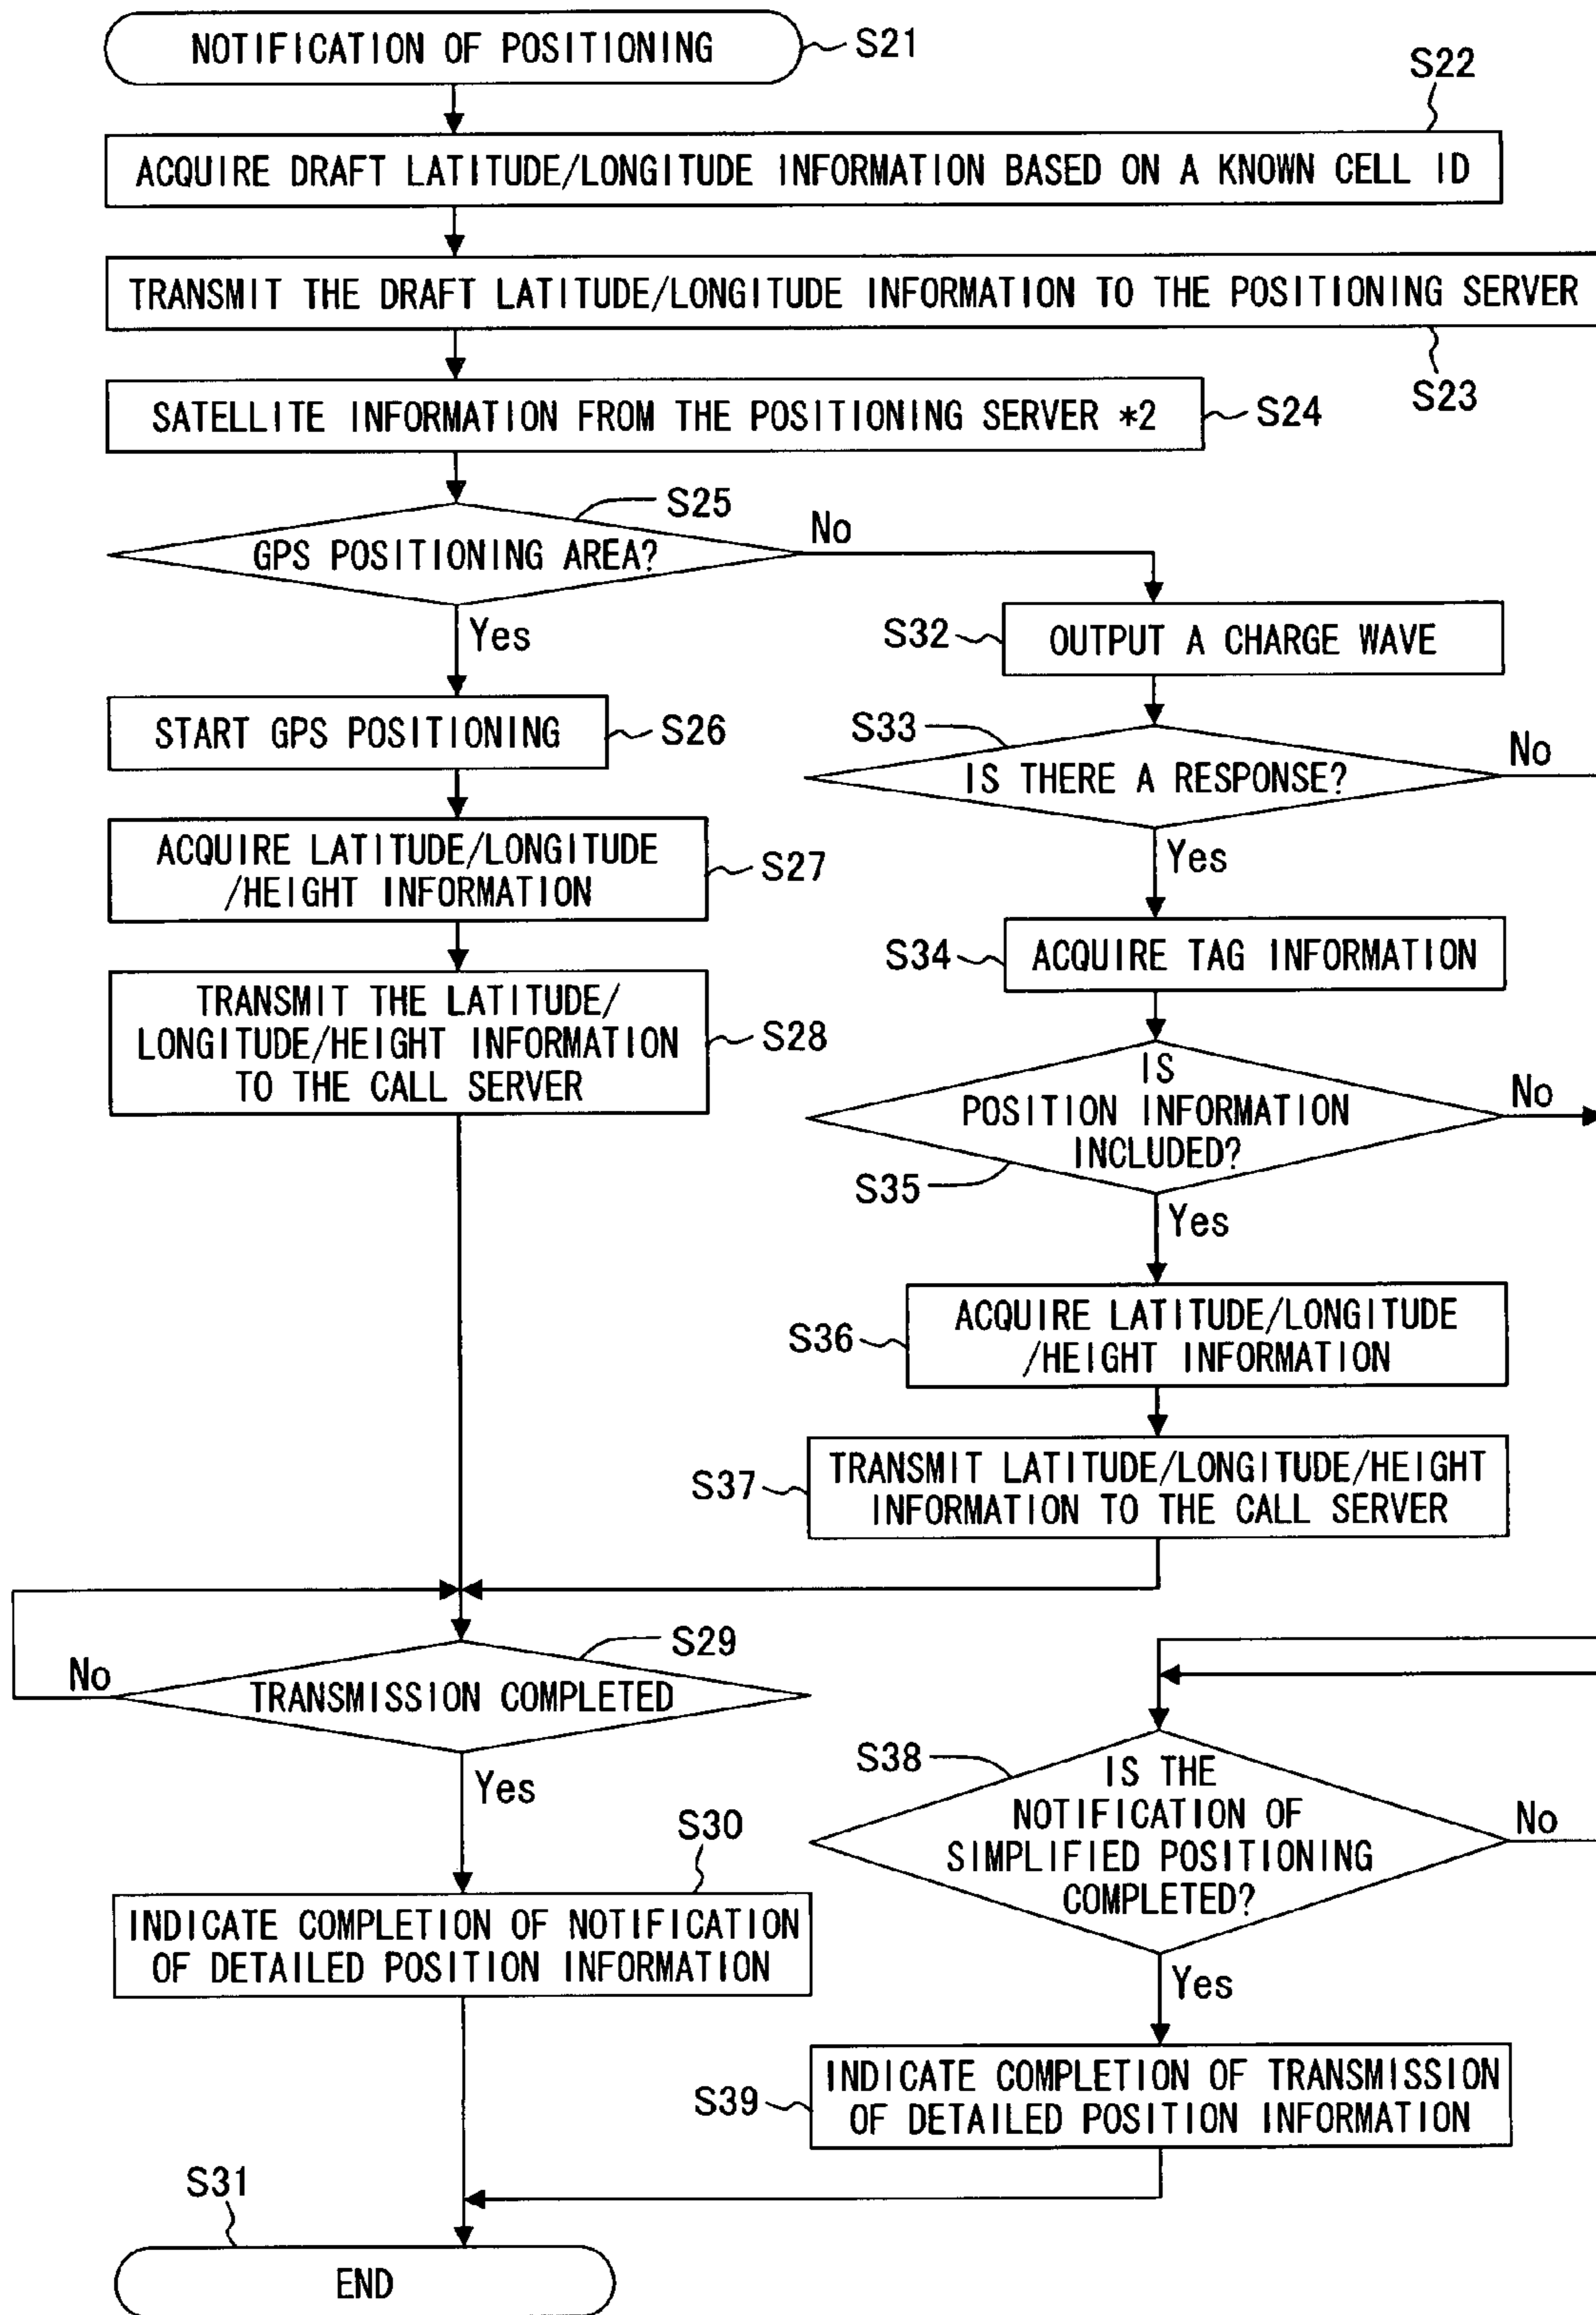 NOTIFICATION OF POSITIONING
S21
S22
ACQUIRE DRAFT LATITUDE/LONGITUDE INFORMATION BASED ON A KNOWN CELL ID
TRANSMIT THE DRAFT LATITUDE/LONGITUDE INFORMATION TO THE POSITIONING SERVER
S23
SATELLITE INFORMATION FROM THE POSITIONING SERVER *2
S24
S25
GPS POSITIONING AREA?
No
Yes
START GPS POSITIONING
S26
ACQUIRE LATITUDE/LONGITUDE
/HEIGHT INFORMATION
S27
TRANSMIT THE LATITUDE/
LONGITUDE/HEIGHT INFORMATION
TO THE CALL SERVER
S28
S32
OUTPUT A CHARGE WAVE
S33
IS THERE A RESPONSE?
No
Yes
S34
ACQUIRE TAG INFORMATION
IS
POSITION INFORMATION
INCLUDED?
No
S35
Yes
S36
ACQUIRE LATITUDE/LONGITUDE
/HEIGHT INFORMATION
S37
TRANSMIT LATITUDE/LONGITUDE/HEIGHT
INFORMATION TO THE CALL SERVER
S29
No
TRANSMISSION COMPLETED
Yes
S30
INDICATE COMPLETION OF NOTIFICATION
OF DETAILED POSITION INFORMATION
S38
IS THE
NOTIFICATION OF
SIMPLIFIED POSITIONING
COMPLETED?
No
Yes
S39
INDICATE COMPLETION OF TRANSMISSION
OF DETAILED POSITION INFORMATION
S31
END